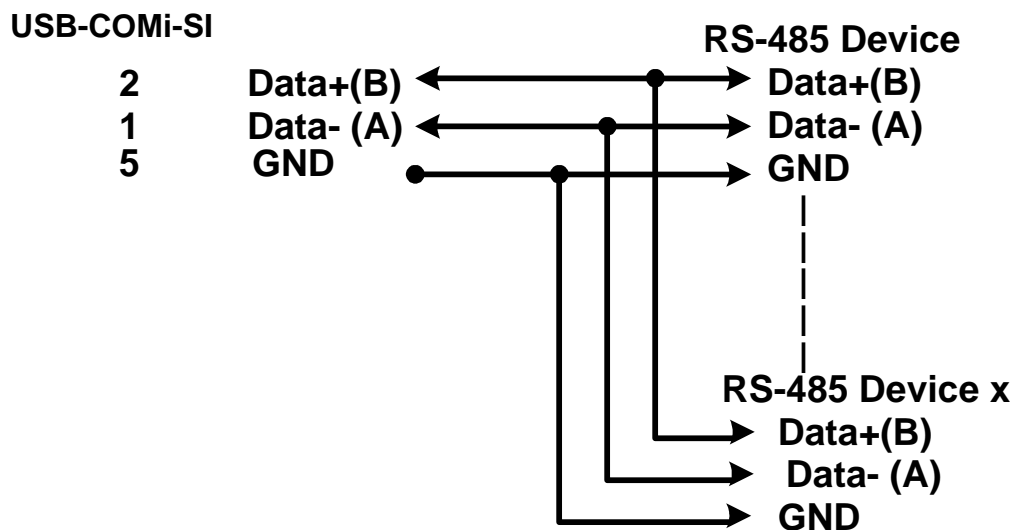 USB-COMi-SI
RS-485 Device
2 Data+(B) Data+(B)
1 Data- (A) Data- (A)
5 GND GND
RS-485 Device x
Data+(B)
Data- (A)
GND